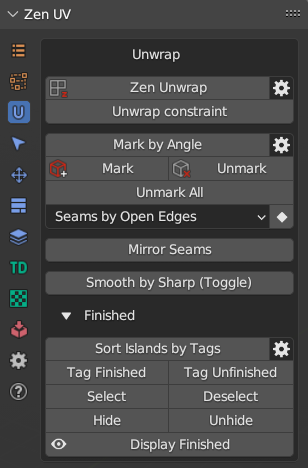 Zen UV
Unwrap
Zen Unwrap
Unwrap constraint
Mark by Angle
Mark Unmark
Unmark All
Seams by Open Edges
Mirror Seams
Smooth by Sharp (Toggle)
TD
Finished
Sort Islands by Tags
Tag Finished Tag Unfinished
Select Deselect
Hide Unhide
Display Finished